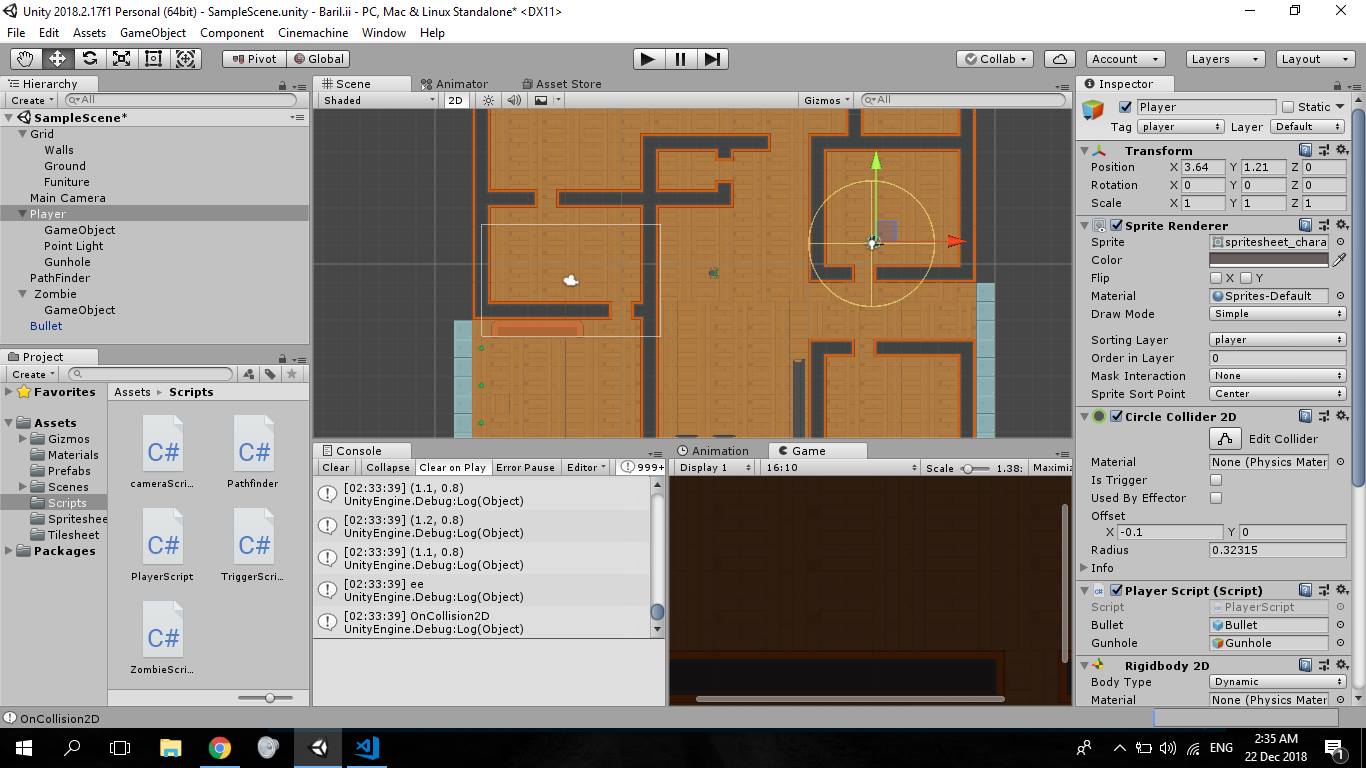 Unity 2018.2.17f1 Personal (64bit) - SampleScene.unity - Baril.ii - PC, Mac & Linux Standalone* <DX11>
File Edit Assets GameObject Component Cinemachine Window Help
Pivot Global Collab Account Layers Layout
Hierarchy
Create All
SampleScene*
Grid
Walls
Ground
Funiture
Main Camera
Player
GameObject
Point Light
Gunhole
PathFinder
Zombie
GameObject
Bullet
Project
Create
Favorites
Assets
Gizmos
Materials
Prefabs
Scenes
Scripts
Spriteshee
Tilesheet
Packages
Assets Scripts
cameraScri...
Pathfinder
PlayerScript
TriggerScri...
ZombieScri...
Scene Animator Asset Store
Shaded 2D Gizmos All
Console
Clear Collapse Clear on Play Error Pause Editor 999+
[02:33:39] (1.1, 0.8)
UnityEngine.Debug:Log(Object)
[02:33:39] (1.2, 0.8)
UnityEngine.Debug:Log(Object)
[02:33:39] (1.1, 0.8)
UnityEngine.Debug:Log(Object)
[02:33:39] ee
UnityEngine.Debug:Log(Object)
[02:33:39] OnCollision2D
UnityEngine.Debug:Log(Object)
Animation Game
Display 1 16:10 Scale 1.38: Maximiz
Inspector
Player Static
Tag player Layer Default
Transform
Position X 3.64 Y 1.21 Z 0
Rotation X 0 Y 0 Z 0
Scale X 1 Y 1 Z 1
Sprite Renderer
Sprite spritesheet_chara
Color
Flip X Y
Material Sprites-Default
Draw Mode Simple
Sorting Layer player
Order in Layer 0
Mask Interaction None
Sprite Sort Point Center
Circle Collider 2D
Edit Collider
Material None (Physics Mater
Is Trigger
Used By Effector
Offset
X -0.1 Y 0
Radius 0.32315
Info
Player Script (Script)
Script PlayerScript
Bullet Bullet
Gunhole Gunhole
Rigidbody 2D
Body Type Dynamic
Material None (Physics Mater
OnCollision2D
ENG
2:35 AM
22 Dec 2018
1